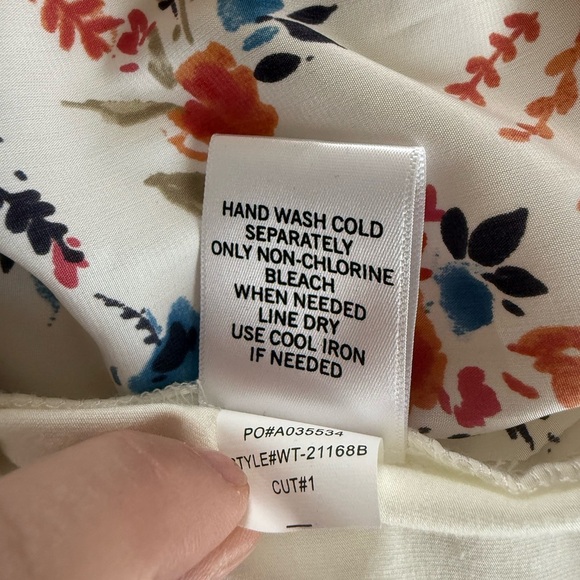 HAND WASH COLD
SEPARATELY
ONLY NON-CHLORINE
BLEACH
WHEN NEEDED
LINE DRY
USE COOL IRON
IF NEEDED
PO#A035534
STYLE#WT-21168B
CUT#1